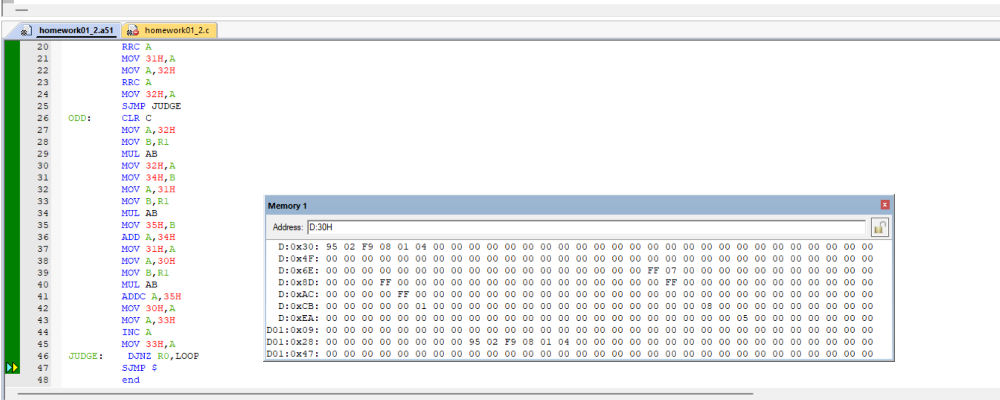 homework01_2.a51 homework01_2.c
20 RRC A
21 MOV 31H,A
22 MOV A,32H
23 RRC A
24 MOV 32H,A
25 SJMP JUDGE
26 ODD: CLR C
27 MOV A,32H
28 MOV B,R1
29 MUL AB
30 MOV 32H,A
31 MOV 34H,B
32 MOV A,31H
33 MOV B,R1
34 MUL AB
35 MOV 35H,B
36 ADD A,34H
37 MOV 31H,A
38 MOV A,30H
39 MOV B,R1
40 MUL AB
41 ADDC A,35H
42 MOV 30H,A
43 MOV A,33H
44 INC A
45 MOV 33H,A
46 JUDGE: DJNZ R0,LOOP
47 SJMP $
48 end
Memory 1
Address: D:30H
D:0x30: 95 02 F9 08 01 04 00 00 00 00 00 00 00 00 00 00 00 00 00 00 00 00 00 00 00 00 00 00 00 00 00
D:0x4F: 00 00 00 00 00 00 00 00 00 00 00 00 00 00 00 00 00 00 00 00 00 00 00 00 00 00 00 00 00 00 00
D:0x6E: 00 00 00 00 00 00 00 00 00 00 00 00 00 00 00 00 00 00 FF 07 00 00 00 00 00 00 00 00 00 00 00
D:0x8D: 00 00 00 FF 00 00 00 00 00 00 00 00 00 00 00 00 00 00 00 FF 00 00 00 00 00 00 00 00 00 00 00
D:0xAC: 00 00 00 00 FF 00 00 00 00 00 00 00 00 00 00 00 00 00 00 00 00 00 00 00 00 00 00 00 00 00 00
D:0xCB: 00 00 00 00 00 01 00 00 00 00 00 00 00 00 00 00 00 00 00 00 00 08 00 00 00 00 00 00 00 00 00
D:0xEA: 00 00 00 00 00 00 00 00 00 00 00 00 00 00 00 00 00 00 00 00 00 00 00 05 00 00 00 00 00 00 00
D01:0x09: 00 00 00 00 00 00 00 00 00 00 00 00 00 00 00 00 00 00 00 00 00 00 00 00 00 00 00 00 00 00 00
D01:0x28: 00 00 00 00 00 00 00 00 95 02 F9 08 01 04 00 00 00 00 00 00 00 00 00 00 00 00 00 00 00 00 00
D01:0x47: 00 00 00 00 00 00 00 00 00 00 00 00 00 00 00 00 00 00 00 00 00 00 00 00 00 00 00 00 00 00 00